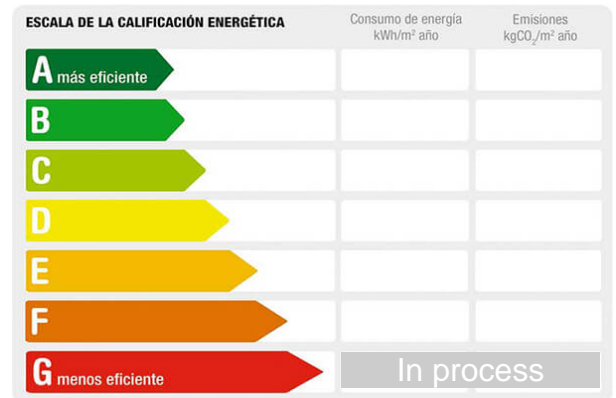 ESCALA DE LA CALIFICACIÓN ENERGÉTICA
Consumo de energía
kWh/m² año
Emisiones
kgCO₂/m² año
A más eficiente
B
C
D
E
F
G menos eficiente
In process